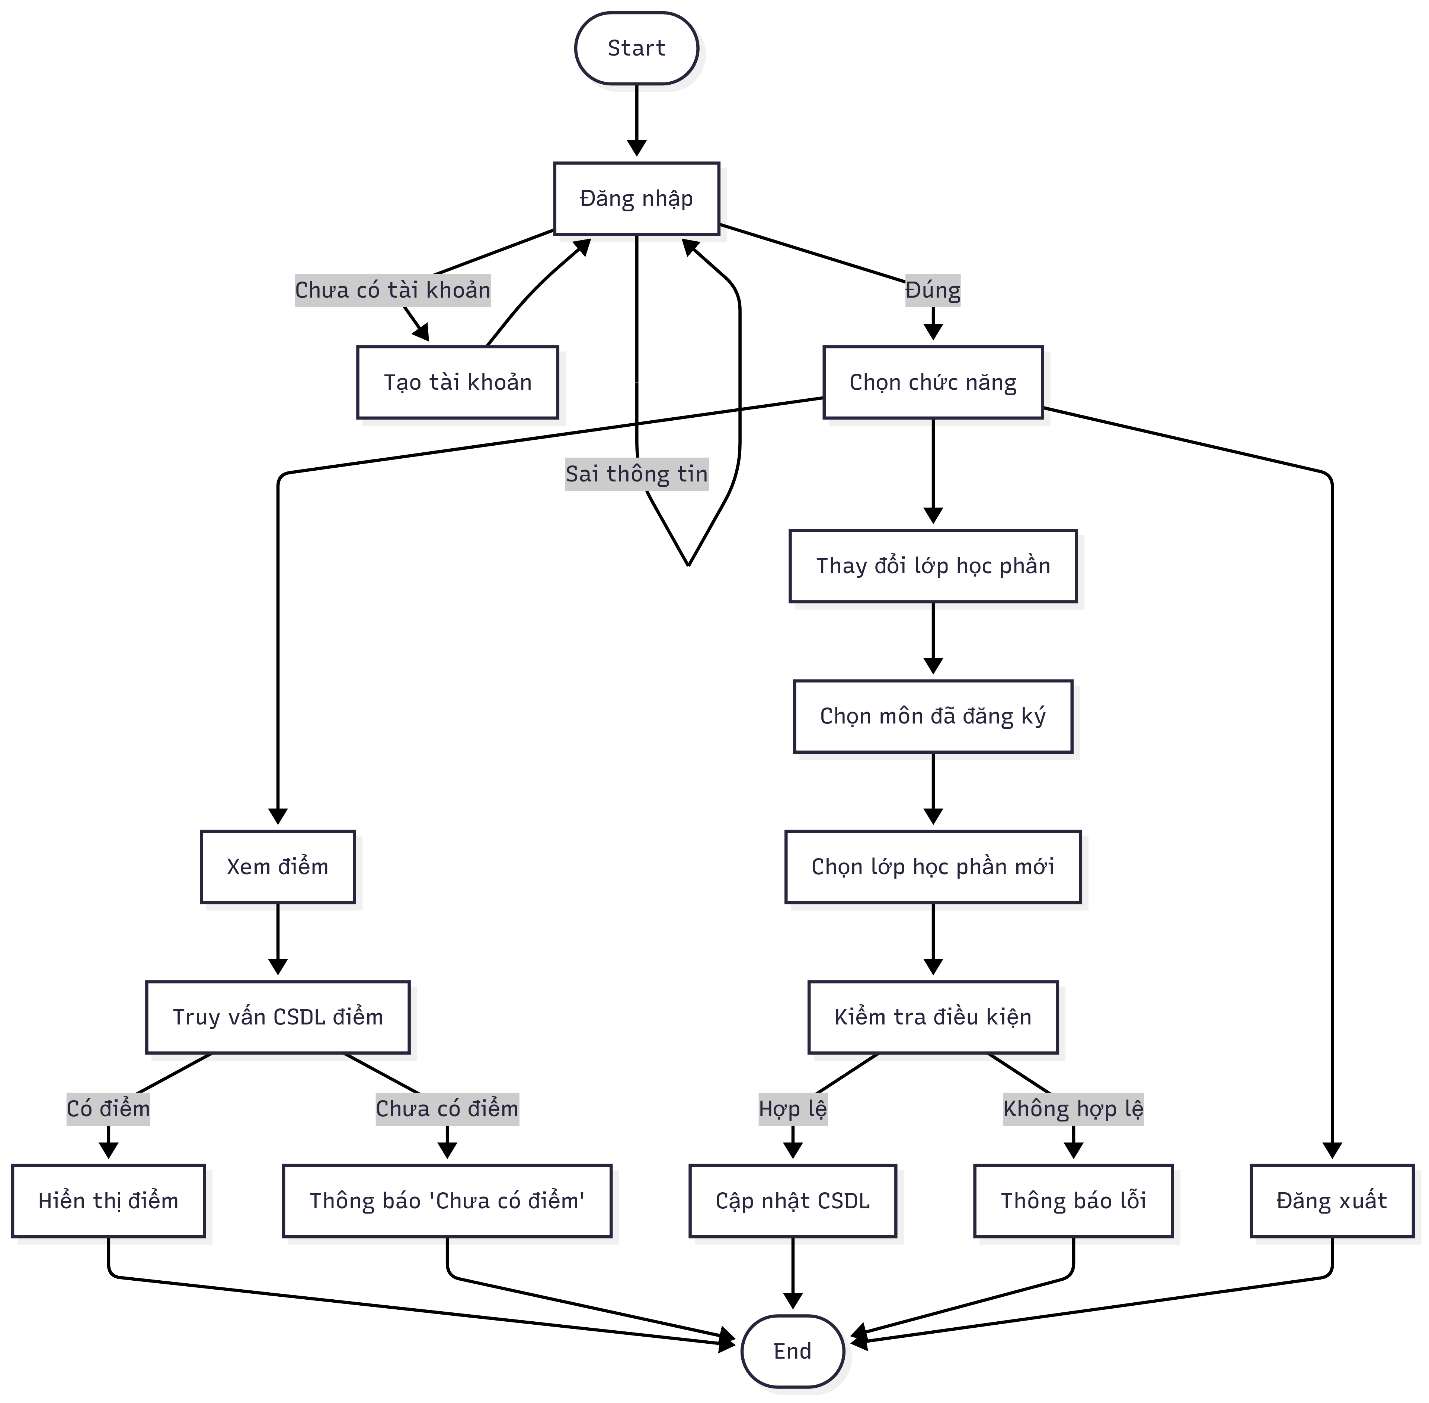 Start
Đăng nhập
Chưa có tài khoản
Đúng
Tạo tài khoản
Chọn chức năng
Sai thông tin
Thay đổi lớp học phần
Chọn môn đã đăng ký
Xem điểm
Chọn lớp học phần mới
Truy vấn CSDL điểm
Kiểm tra điều kiện
Có điểm
Chưa có điểm
Hợp lệ
Không hợp lệ
Hiển thị điểm
Thông báo 'Chưa có điểm'
Cập nhật CSDL
Thông báo lỗi
Đăng xuất
End